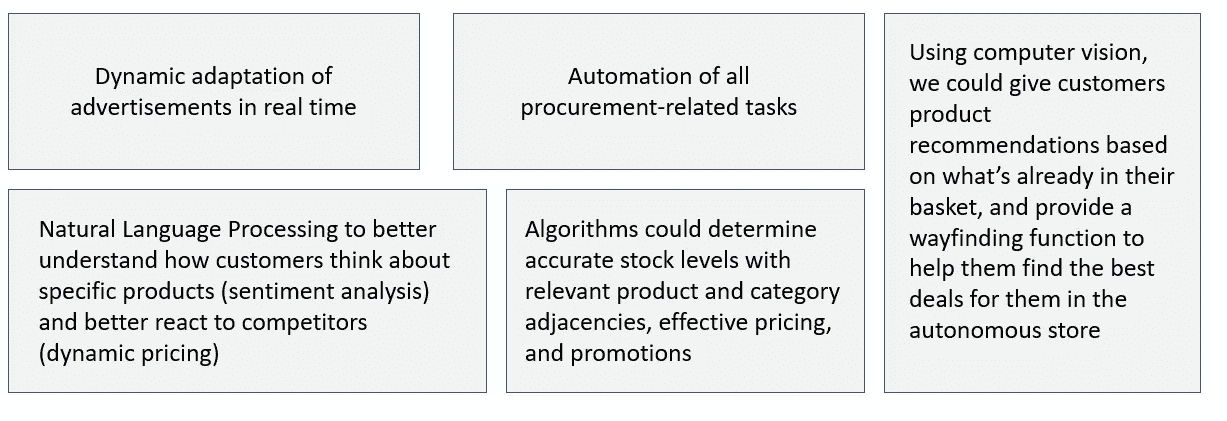 Dynamic adaptation of
advertisements in real time
Automation of all
procurement-related tasks
Using computer vision,
we could give customers
product
recommendations based
on what’s already in their
basket, and provide a
wayfinding function to
help them find the best
deals for them in the
autonomous store
Natural Language Processing to better
understand how customers think about
specific products (sentiment analysis)
and better react to competitors
(dynamic pricing)
Algorithms could determine
accurate stock levels with
relevant product and category
adjacencies, effective pricing,
and promotions